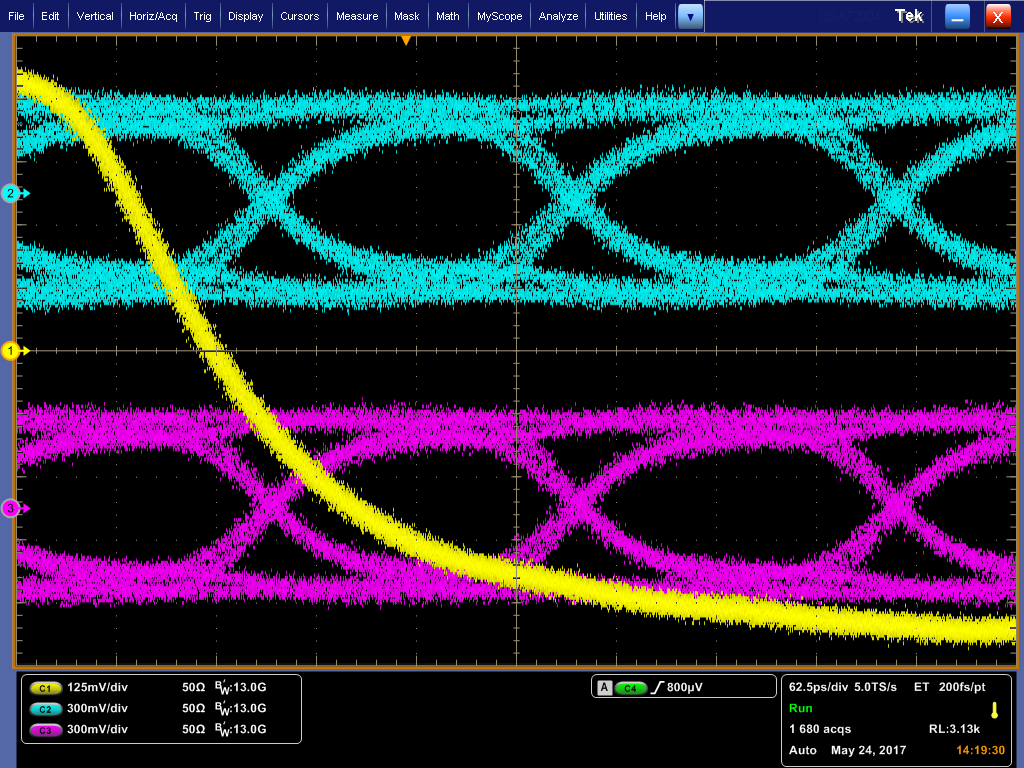 File Edit Vertical Horiz/Acq Trig Display Cursors Measure Mask Math MyScope Analyze Utilities Help Tek X
2
1
3
C1 125mV/div 50Ω B'W:13.0G
C2 300mV/div 50Ω B'W:13.0G
C3 300mV/div 50Ω B'W:13.0G
A C4 800µV
62.5ps/div 5.0TS/s ET 200fs/pt
Run
1 680 acqs RL:3.13k
Auto May 24, 2017 14:19:30